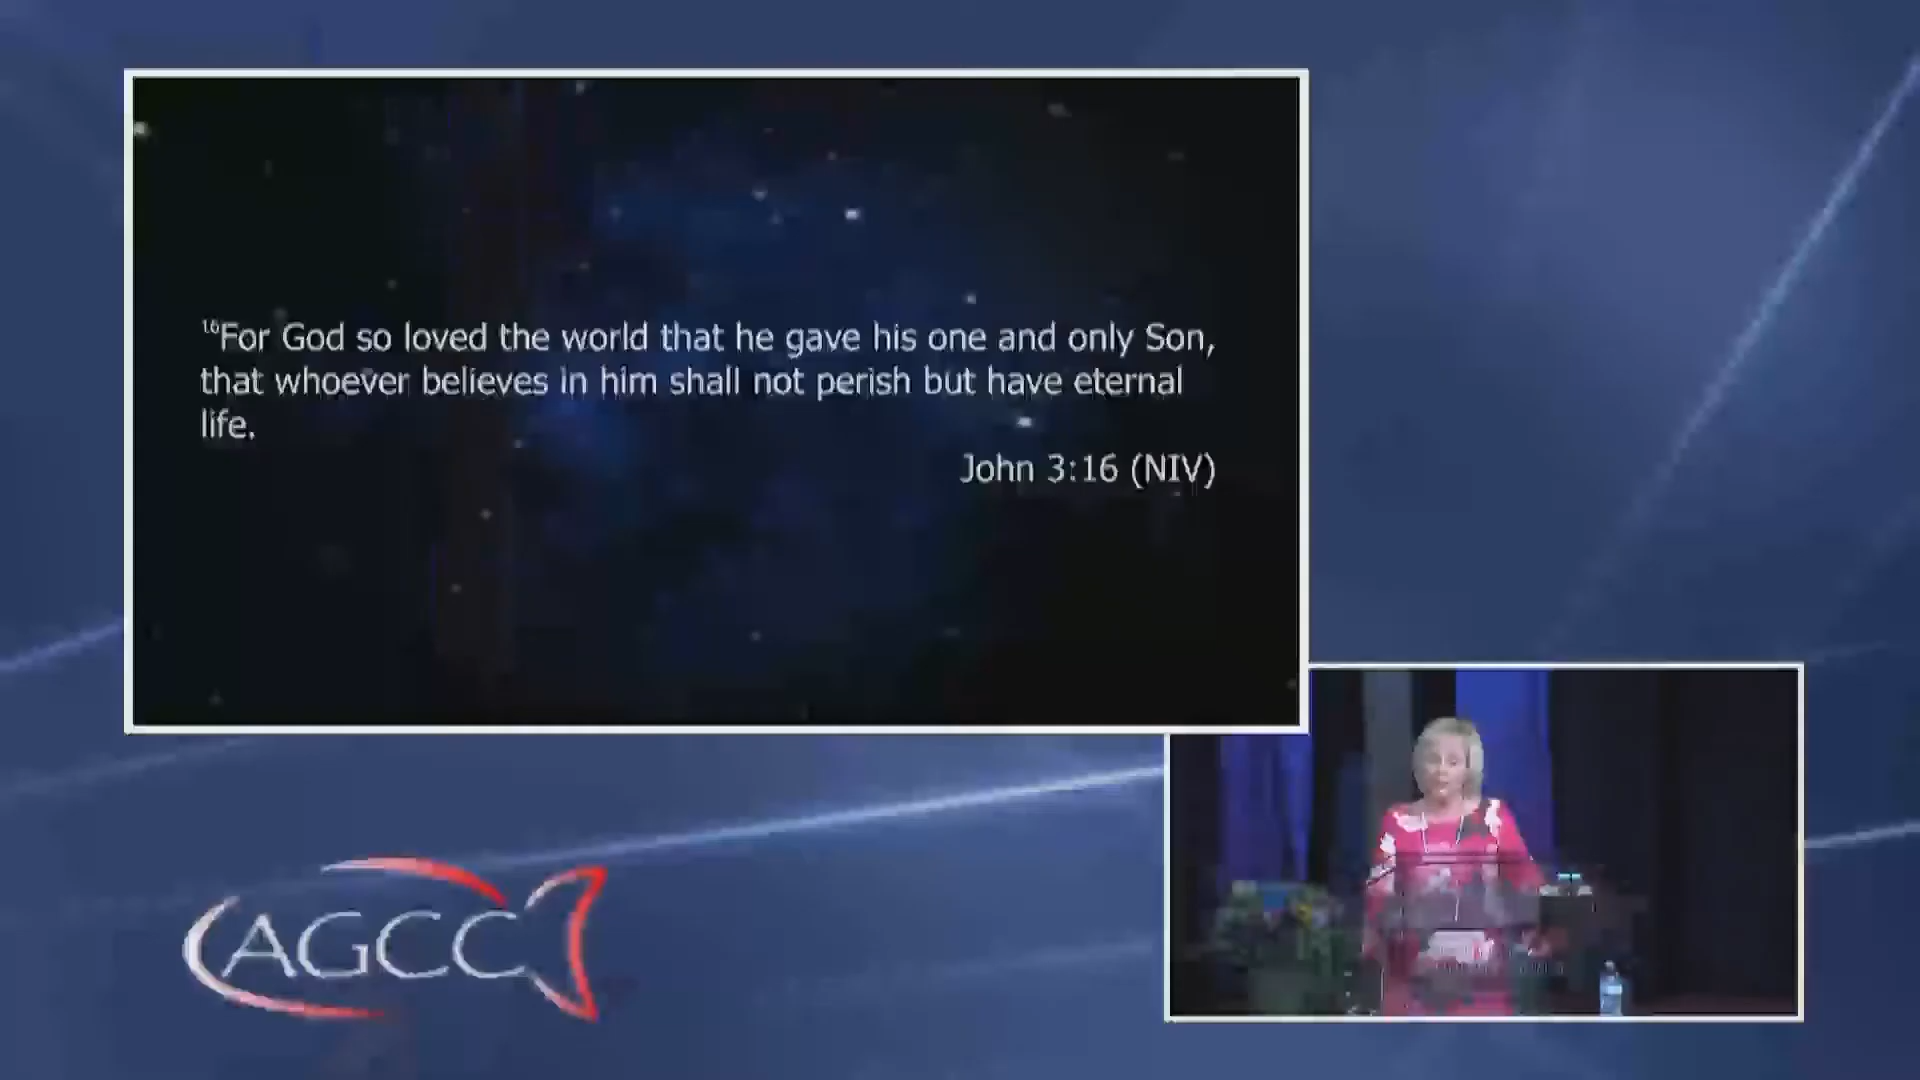 ¹⁶For God so loved the world that he gave his one and only Son,
that whoever believes in him shall not perish but have eternal
life.
John 3:16 (NIV)
AGCC